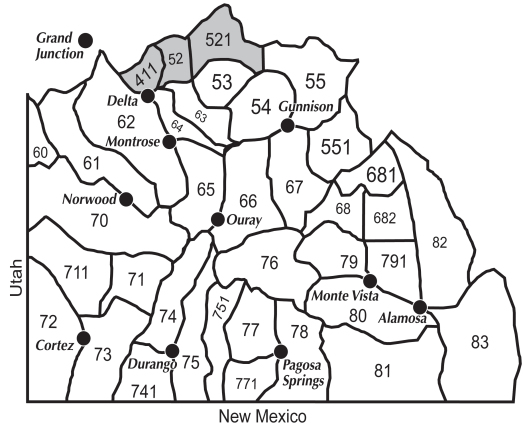 Grand
Junction
411
52
521
53
55
54
Gunnison
Delta
62
63
64
Montrose
551
60
61
65
66
67
681
68
682
Norwood
70
Ouray
82
76
79
791
711
71
Monte Vista
Alamosa
80
Utah
72
Cortez
73
74
751
77
78
83
Durango
75
Pagosa
Springs
741
771
81
New Mexico